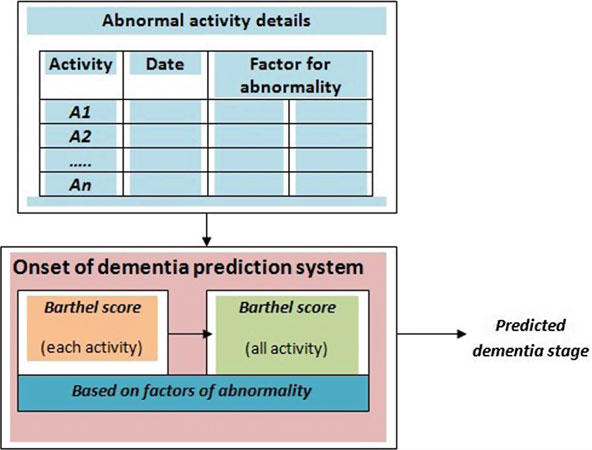 Abnormal activity details
Activity Date Factor for
abnormality
A1
A2
.....
An
Onset of dementia prediction system
Barthel score Barthel score
(each activity) (all activity)
Based on factors of abnormality
Predicted
dementia stage